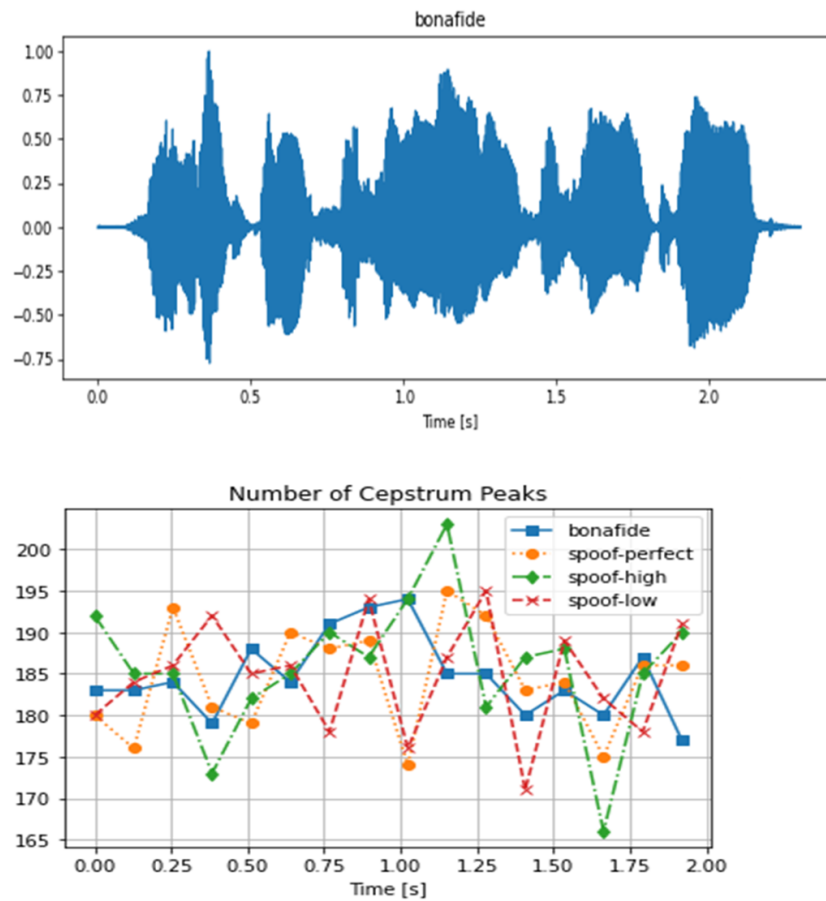 bonafide
1.00
0.75
0.50
0.25
0.00
−0.25
−0.50
−0.75
0.0 0.5 1.0 1.5 2.0
Time [s]
Number of Cepstrum Peaks
bonafide
spoof-perfect
spoof-high
spoof-low
200
195
190
185
180
175
170
165
0.00 0.25 0.50 0.75 1.00 1.25 1.50 1.75 2.00
Time [s]